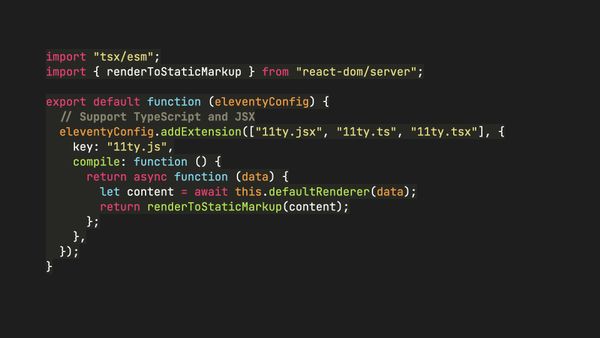 import "tsx/esm";
import { renderToStaticMarkup } from "react-dom/server";

export default function (eleventyConfig) {
  // Support TypeScript and JSX
  eleventyConfig.addExtension(["11ty.jsx", "11ty.ts", "11ty.tsx"], {
    key: "11ty.js",
    compile: function () {
      return async function (data) {
        let content = await this.defaultRenderer(data);
        return renderToStaticMarkup(content);
      };
    },
  });
}